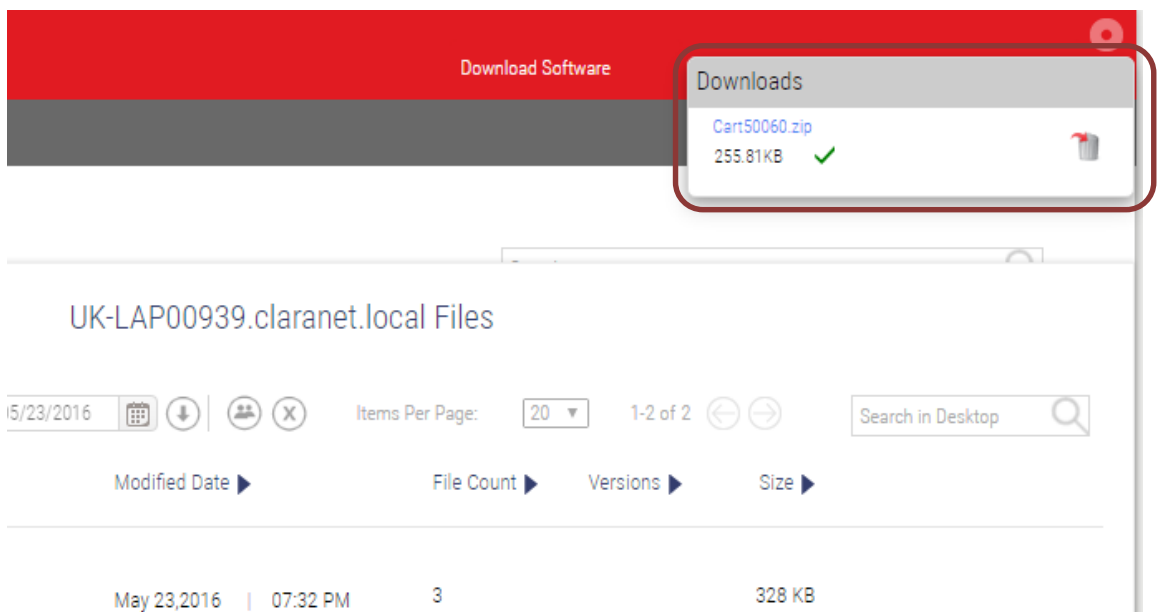 Download Software
Downloads
Cart50060.zip
255.81KB
UK-LAP00939.claranet.local Files
5/23/2016
Items Per Page:
20
1-2 of 2
Search in Desktop
Modified Date
File Count
Versions
Size
May 23,2016 | 07:32 PM
3
328 KB